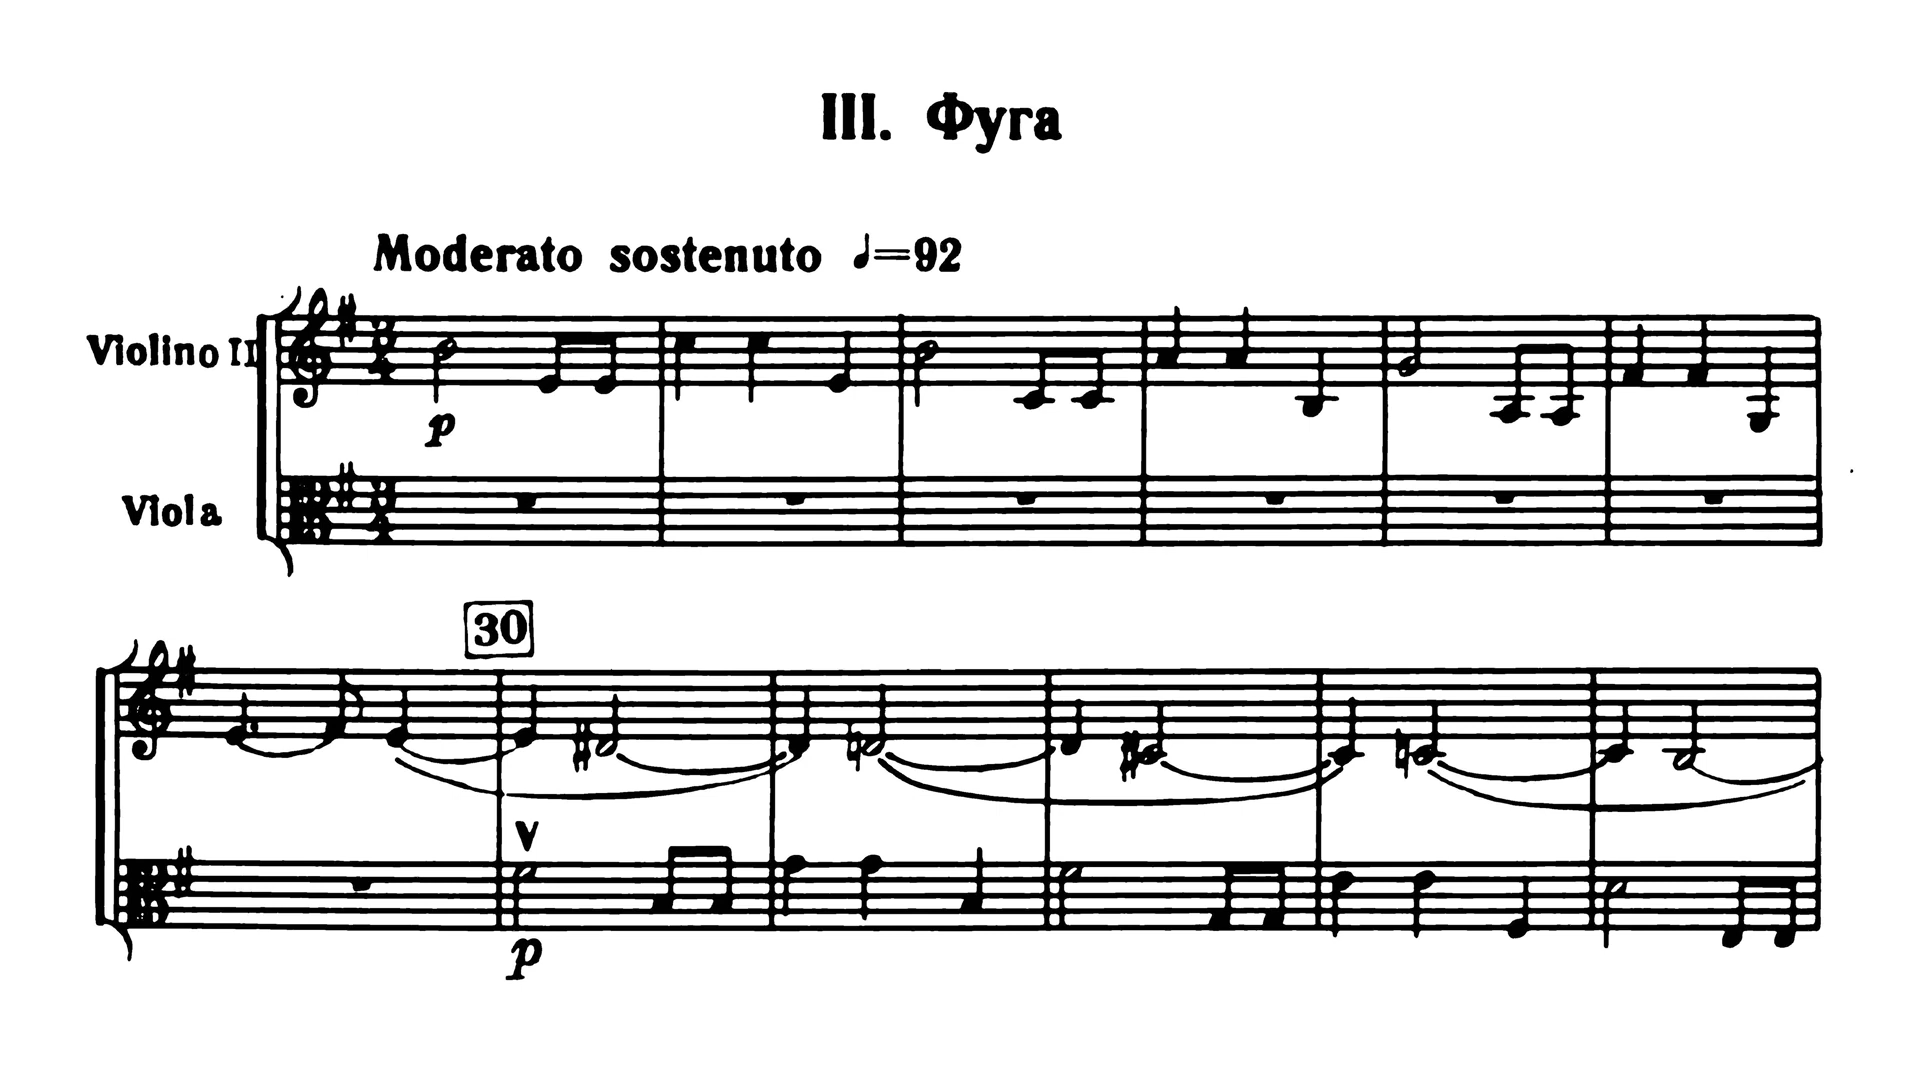 III. Фуга
Moderato sostenuto ♩=92
Violino II
p
Viola
30
V
p